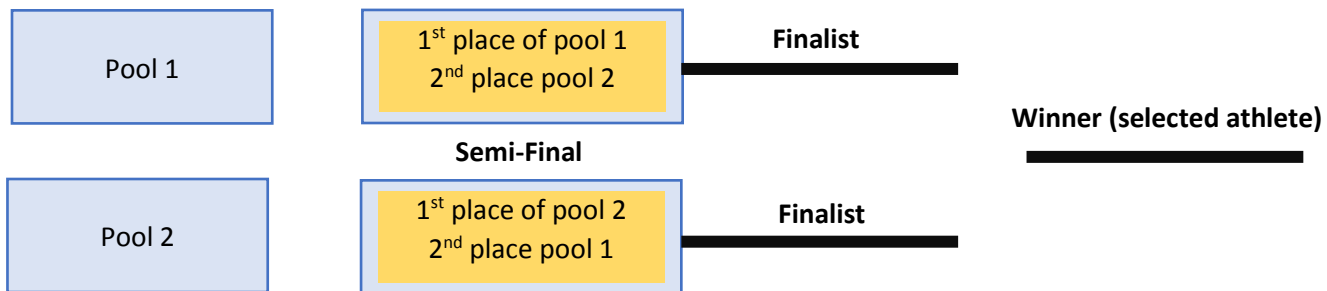 Pool 1
1st place of pool 1
2nd place pool 2
Finalist
Winner (selected athlete)
Semi-Final
Pool 2
1st place of pool 2
2nd place pool 1
Finalist